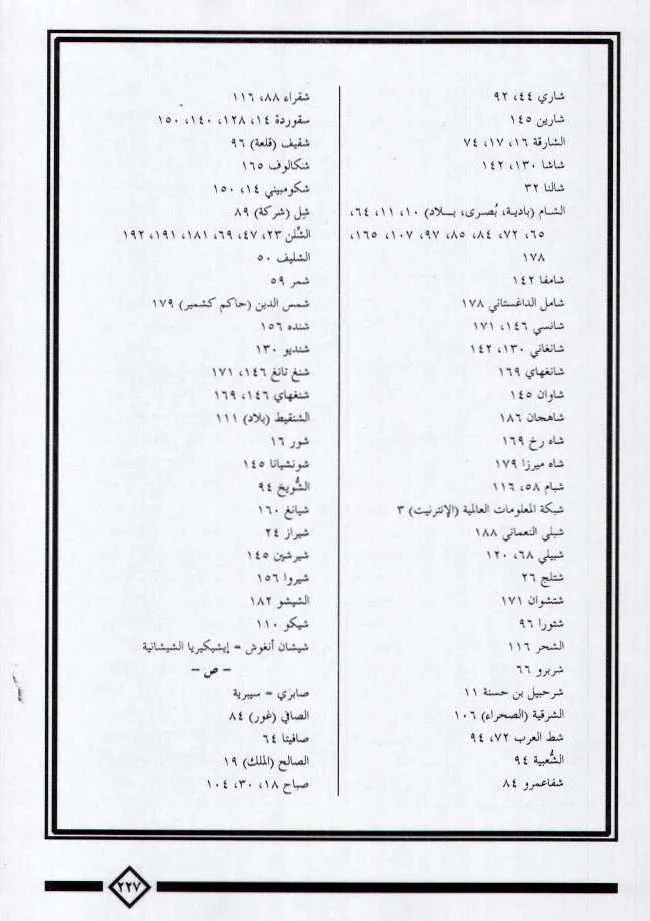 شاري ٤٤، ٩٢
شارين ١٤٥
الشارقة ١٦، ١٧، ٧٤
شاشا ١٣٠، ١٤٢
شالنا ٣٢
الشام (بادية، بُصرى، بلاد) ١٠، ١١، ٦٤،
٦٥، ٧٢، ٨٤، ٨٥، ٩٧، ١٠٧، ١٦٥،
١٧٨
شامفا ١٤٢
شامل الداغستاني ١٧٨
شانسي ١٤٦، ١٧١
شانغاني ١٣٠، ١٤٢
شانغهاي ١٦٩
شاوان ١٤٥
شاهجان ١٨٦
شاه رخ ١٦٩
شاه ميرزا ١٧٩
شبام ٥٨، ١١٦
شبكة المعلومات العالمية (الإنترنيت) ٣
شبلي النعماني ١٨٨
شبيلي ٦٨، ١٢٠
شتلج ٢٦
شتشوان ١٧١
شتورا ٩٦
الشحر ١١٦
شربرو ٦٦
شرحبيل بن حسنة ١١
الشرقية (الصحراء) ١٠٦
شط العرب ٧٢، ٩٤
الشُّعبية ٩٤
شفاعمرو ٨٤
شقراء ٨٨، ١١٦
سقوردة ١٤، ١٢٨، ١٤٠، ١٥٠
شقيف (قلعة) ٩٦
شكالوف ١٦٥
شكومبيني ١٤، ١٥٠
شِل (شركة) ٨٩
الشِّلن ٢٣، ٤٧، ٦٩، ١٨١، ١٩١، ١٩٢
الشليف ٥٠
شمر ٥٩
شمس الدين (حاكم كشمير) ١٧٩
شنده ١٥٦
شنديو ١٣٠
شنغ تانغ ١٤٦، ١٧١
شنغهاي ١٤٦، ١٦٩
الشنقيط (بلاد) ١١١
شور ١٦
شونشيانا ١٤٥
الشُّويخ ٩٤
شيانغ ١٦٠
شيراز ٢٤
شيرشين ١٤٥
شيروا ١٥٦
الشيشو ١٨٢
شيكو ١١٠
شيشان أنغوش = إيشيكيريا الشيشانية
– ص –
صابري = سيبرية
الصافي (غور) ٨٤
صافيتا ٦٤
الصالح (الملك) ١٩
صباح ١٨، ٣٠، ١٠٤
٢٢٧